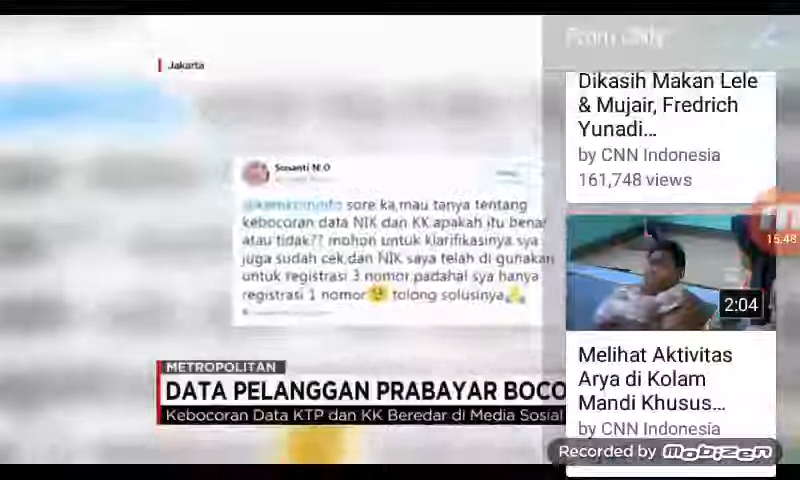 Jakarta
Susanti N.O
@kemkominfo sore ka,mau tanya tentang
kebocoran data NIK dan KK.apakah itu benar
atau tidak?? mohon untuk klarifikasinya.sya
juga sudah cek.dan NIK saya telah di gunakan
untuk registrasi 3 nomor.padahal sya hanya
registrasi 1 nomor tolong solusinya
METROPOLITAN
DATA PELANGGAN PRABAYAR BOCO
Kebocoran Data KTP dan KK Beredar di Media Sosial
From
Dikasih Makan Lele
& Mujair, Fredrich
Yunadi...
by CNN Indonesia
161,748 views
15.48
2:04
Melihat Aktivitas
Arya di Kolam
Mandi Khusus...
by CNN Indonesia
Recorded by mobizen